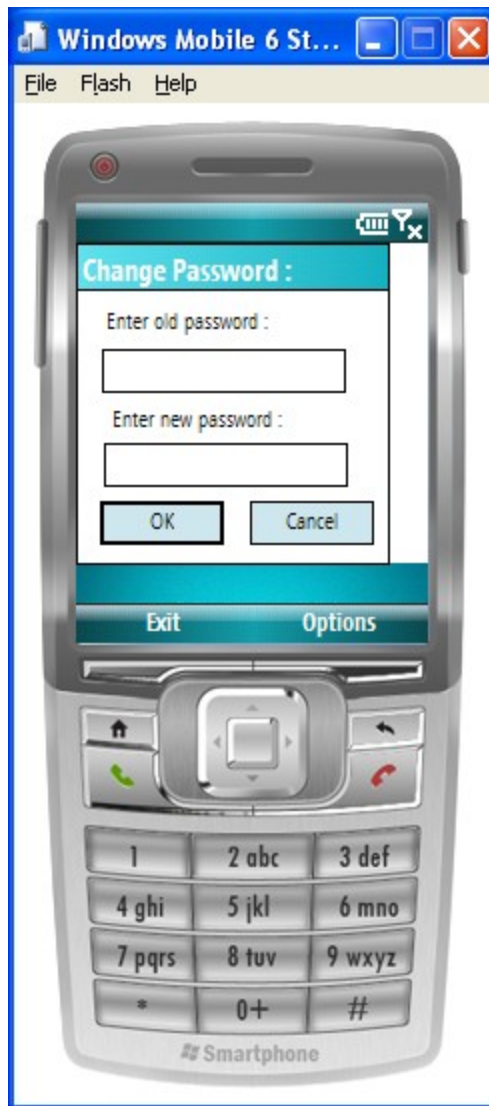 Windows Mobile 6 St...
File Flash Help
Change Password :
Enter old password :
Enter new password :
OK Cancel
Exit Options
1 2 abc 3 def
4 ghi 5 jkl 6 mno
7 pqrs 8 tuv 9 wxyz
* 0+ #
Smartphone